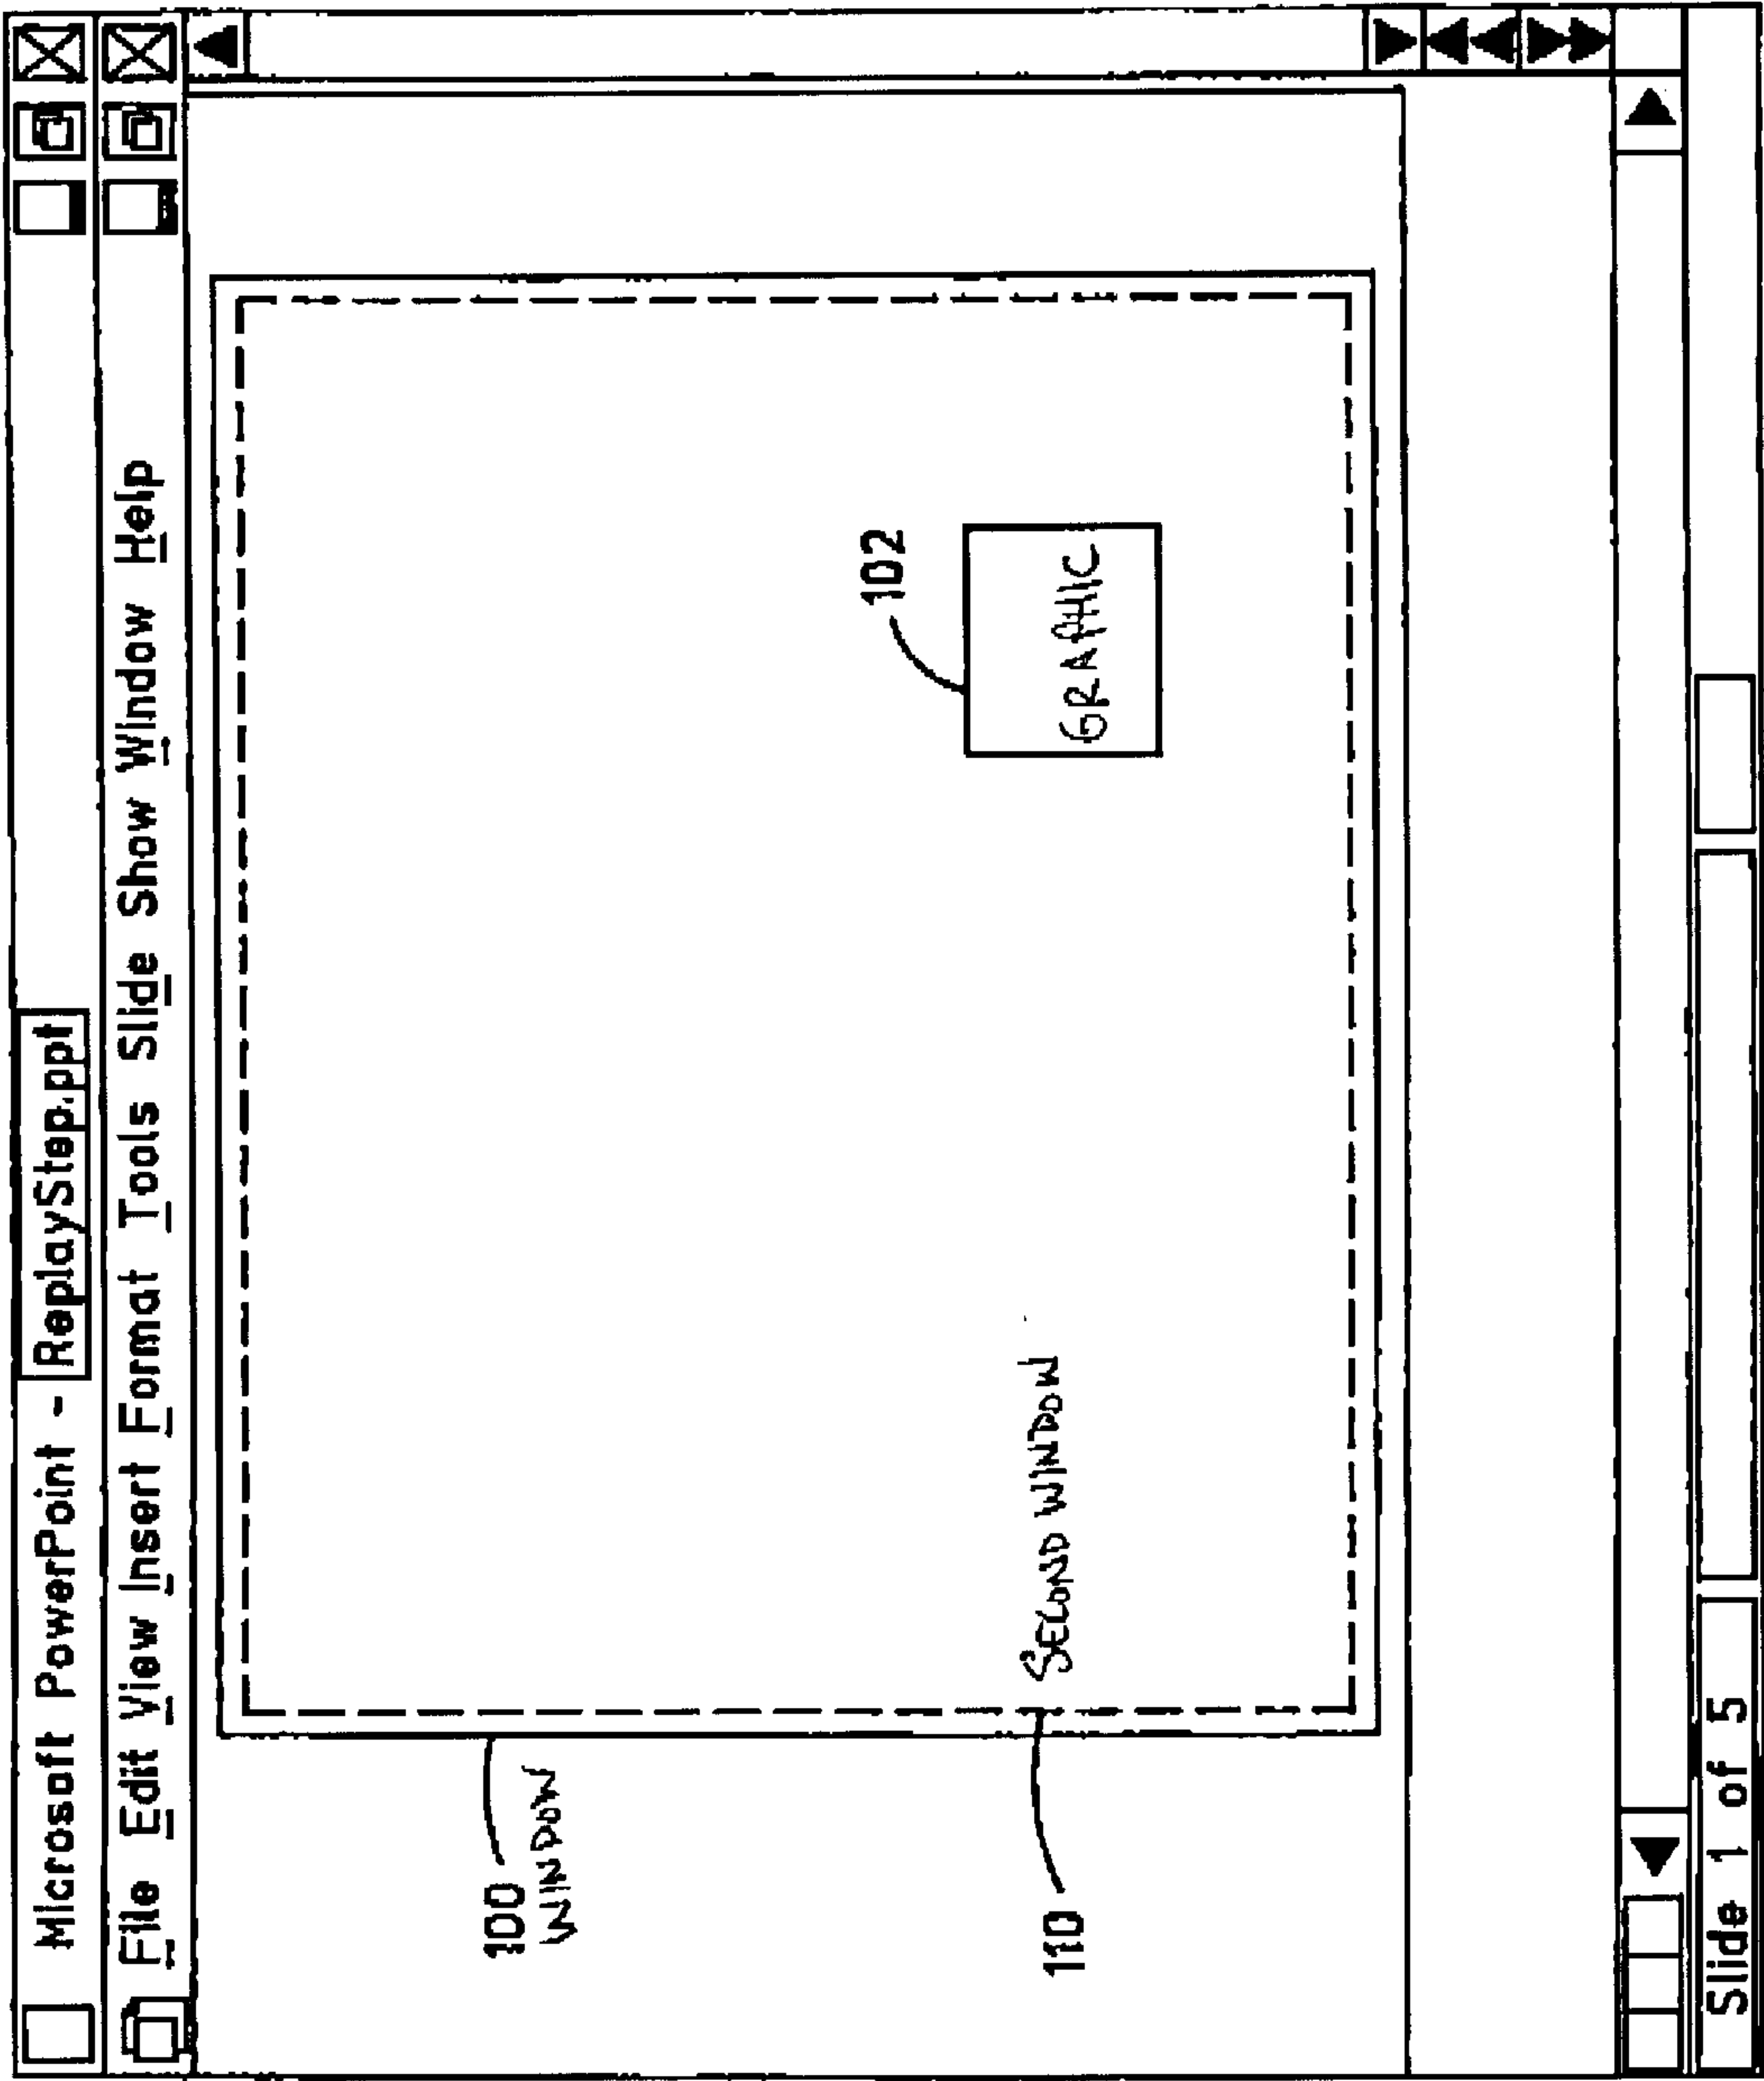 Microsoft PowerPoint - ReplayStep.ppt
File Edit View Insert Format Tools Slide Show Window Help
100
WINDOW
102
GRAPHIC
110
SECOND WINDOW
Slide 1 of 5